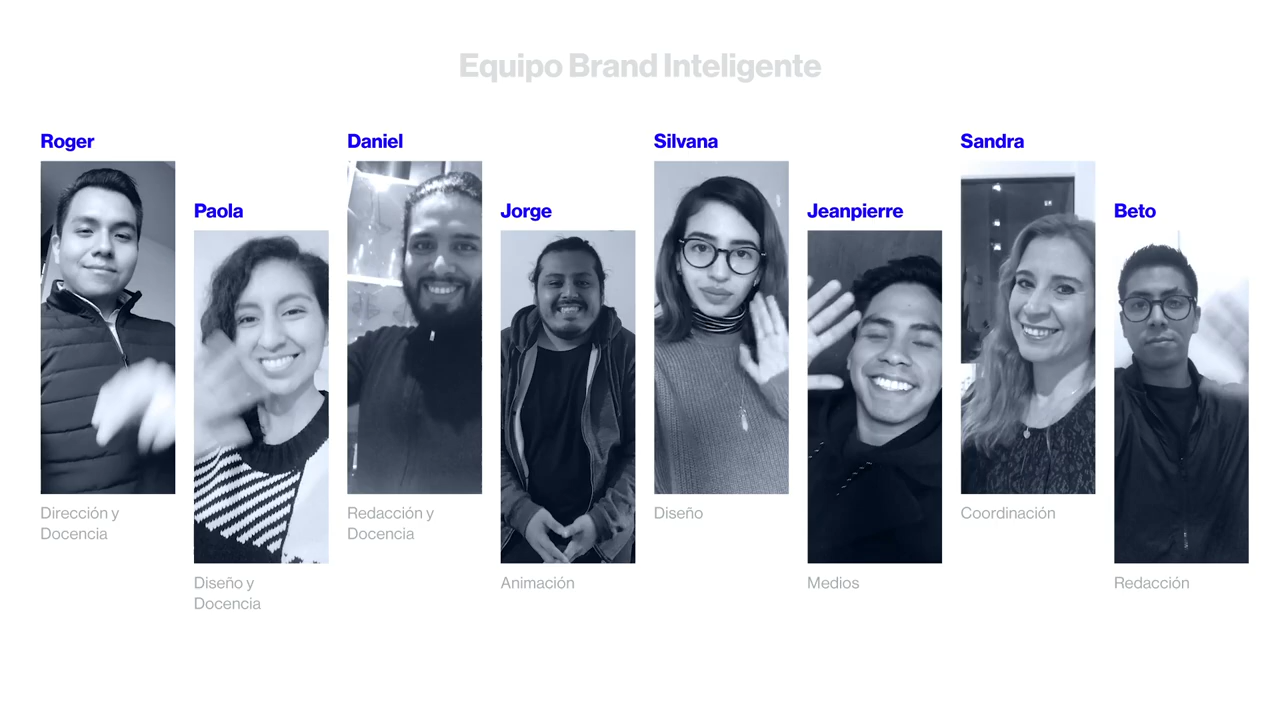 Equipo Brand Inteligente
Roger
Dirección y
Docencia
Paola
Diseño y
Docencia
Daniel
Redacción y
Docencia
Jorge
Animación
Silvana
Diseño
Jeanpierre
Medios
Sandra
Coordinación
Beto
Redacción